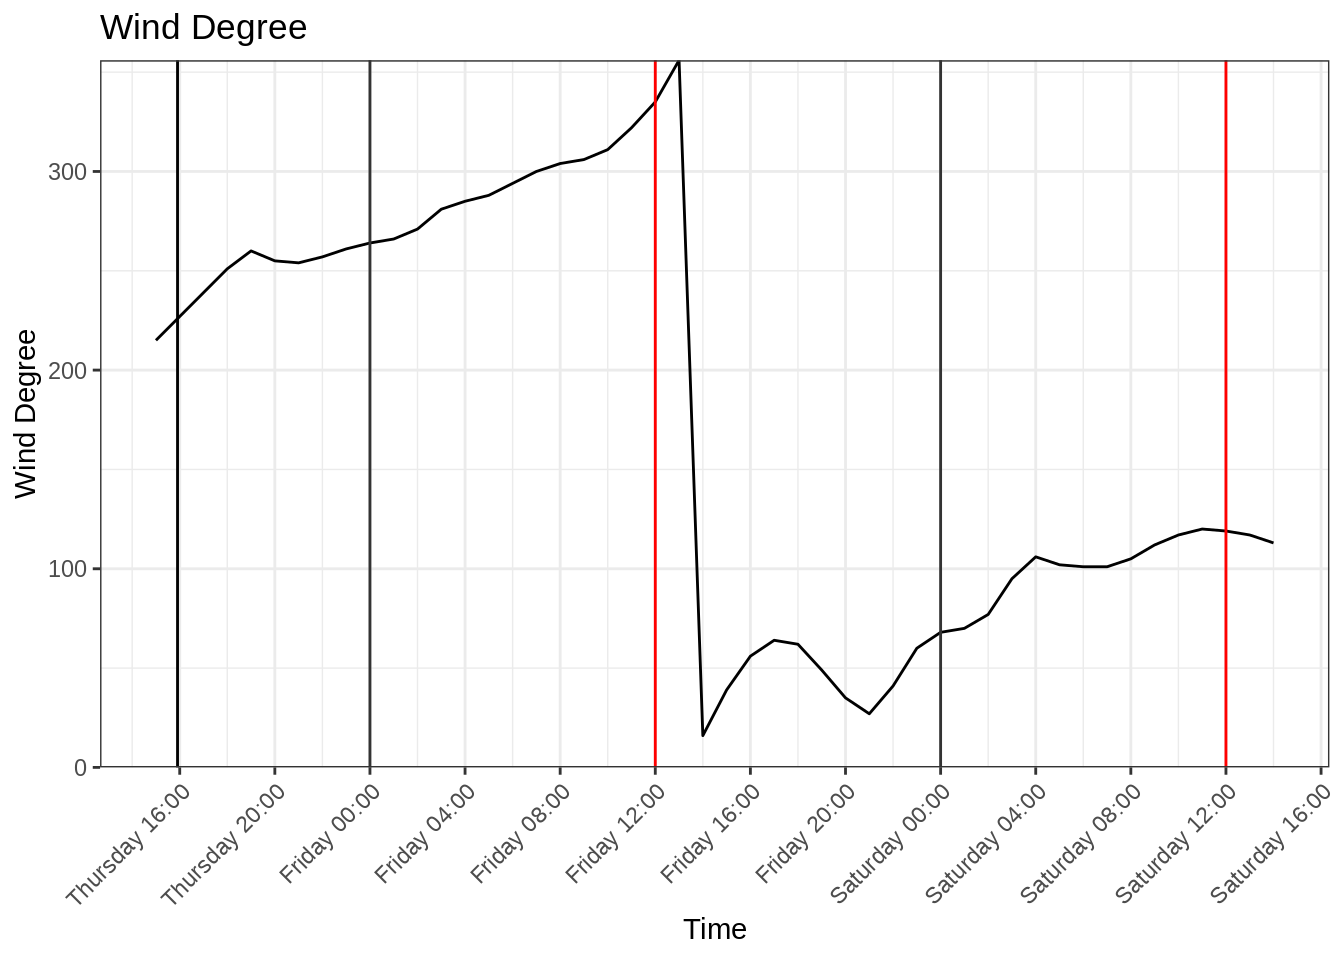 Wind Degree
Wind Degree
300
200
100
0
Thursday 16:00
Thursday 20:00
Friday 00:00
Friday 04:00
Friday 08:00
Friday 12:00
Friday 16:00
Friday 20:00
Saturday 00:00
Saturday 04:00
Saturday 08:00
Saturday 12:00
Saturday 16:00
Time